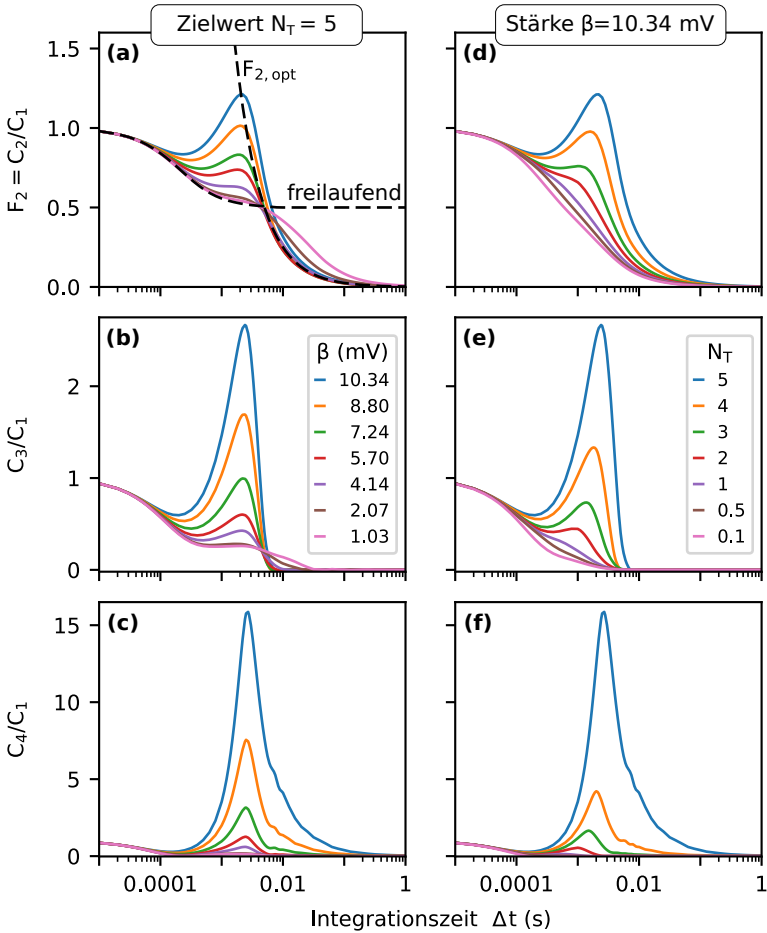 Zielwert N_T = 5
Stärke β=10.34 mV
(a)
F_2,opt
freilaufend
F_2 = C_2/C_1
1.5
1.0
0.5
0.0
(d)
(b)
β (mV)
10.34
8.80
7.24
5.70
4.14
2.07
1.03
C_3/C_1
2
1
0
(e)
N_T
5
4
3
2
1
0.5
0.1
(c)
C_4/C_1
15
10
5
0
(f)
0.0001 0.01 1
0.0001 0.01 1
Integrationszeit Δt (s)